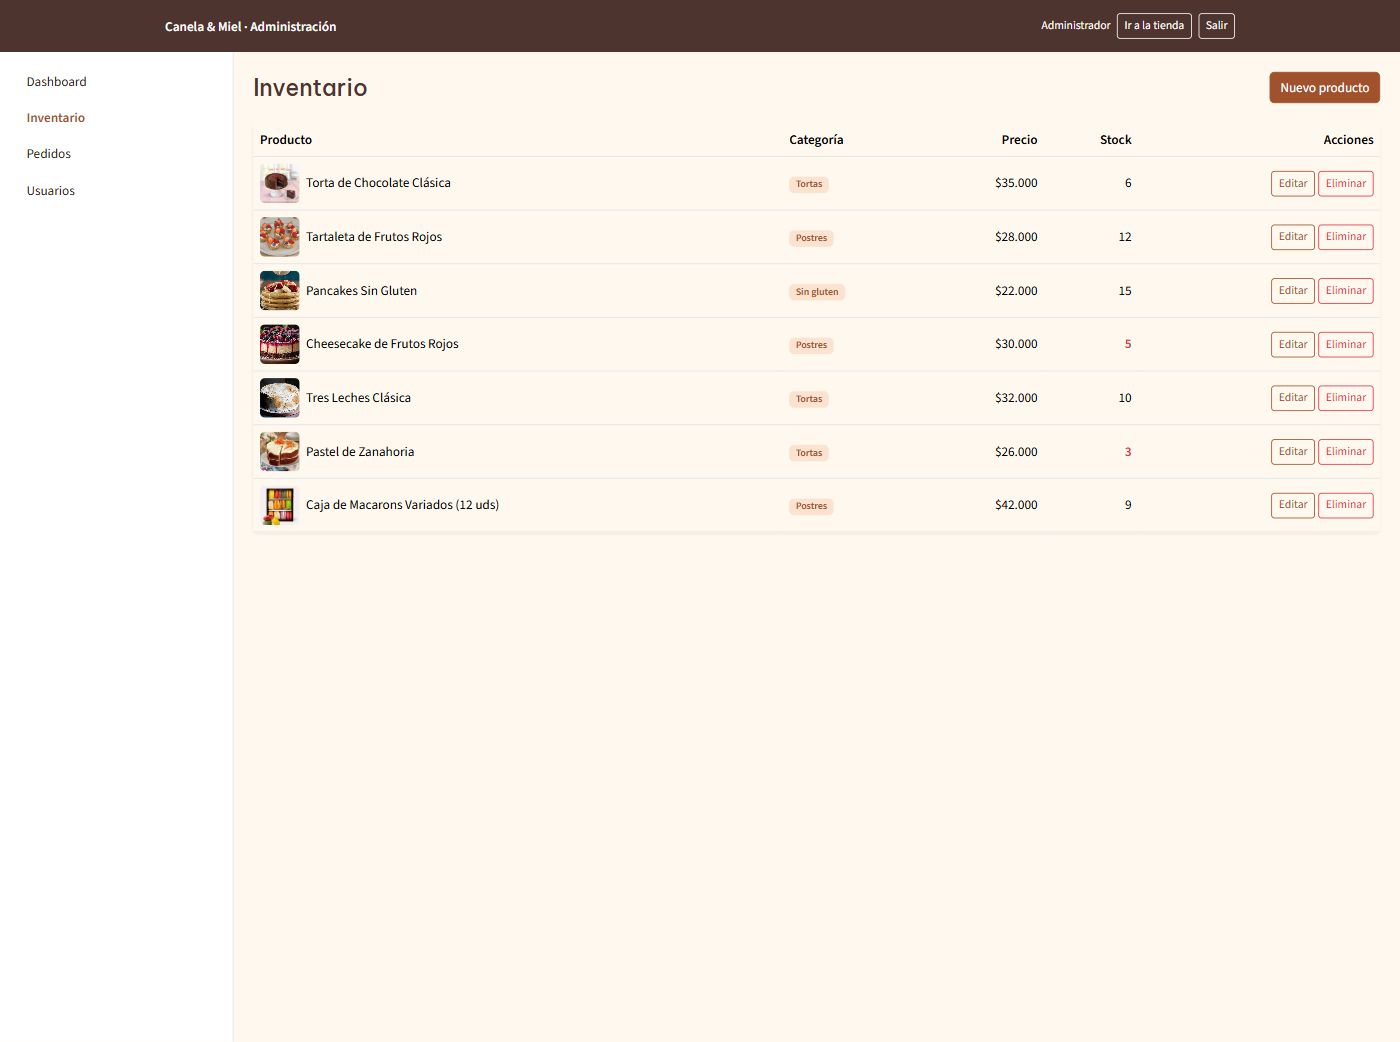 Canela & Miel · Administración
Administrador Ir a la tienda Salir
Dashboard
Inventario
Pedidos
Usuarios
Inventario Nuevo producto
Producto Categoría Precio Stock Acciones
Torta de Chocolate Clásica Tortas $35.000 6 Editar Eliminar
Tartaleta de Frutos Rojos Postres $28.000 12 Editar Eliminar
Pancakes Sin Gluten Sin gluten $22.000 15 Editar Eliminar
Cheesecake de Frutos Rojos Postres $30.000 5 Editar Eliminar
Tres Leches Clásica Tortas $32.000 10 Editar Eliminar
Pastel de Zanahoria Tortas $26.000 3 Editar Eliminar
Caja de Macarons Variados (12 uds) Postres $42.000 9 Editar Eliminar